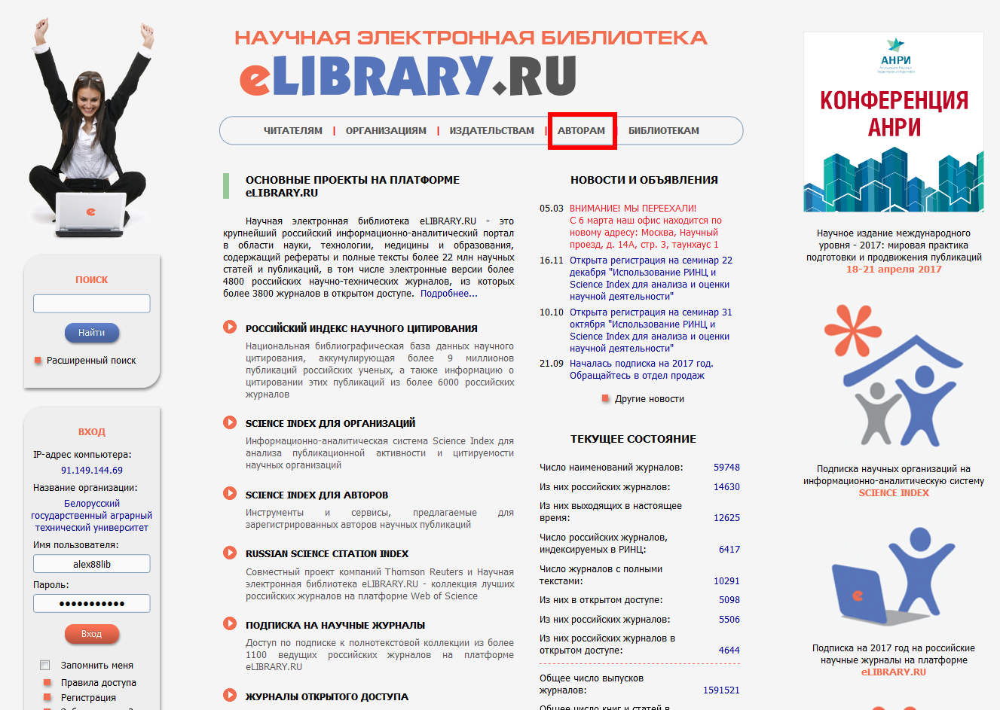 НАУЧНАЯ ЭЛЕКТРОННАЯ БИБЛИОТЕКА
eLIBRARY.RU
ЧИТАТЕЛЯМ | ОРГАНИЗАЦИЯМ | ИЗДАТЕЛЬСТВАМ | АВТОРАМ БИБЛИОТЕКАМ
e
ПОИСК
Найти
Расширенный поиск
ВХОД
IP-адрес компьютера:
91.149.144.69
Название организации:
Белорусский
государственный аграрный
технический университет
Имя пользователя:
alex88lib
Пароль:
●●●●●●●●●●●
Вход
Запомнить меня
Правила доступа
Регистрация
ОСНОВНЫЕ ПРОЕКТЫ НА ПЛАТФОРМЕ
eLIBRARY.RU
Научная электронная библиотека eLIBRARY.RU - это
крупнейший российский информационно-аналитический портал
в области науки, технологии, медицины и образования,
содержащий рефераты и полные тексты более 22 млн научных
статей и публикаций, в том числе электронные версии более
4800 российских научно-технических журналов, из которых
более 3800 журналов в открытом доступе. Подробнее...
РОССИЙСКИЙ ИНДЕКС НАУЧНОГО ЦИТИРОВАНИЯ
Национальная библиографическая база данных научного
цитирования, аккумулирующая более 9 миллионов
публикаций российских ученых, а также информацию о
цитировании этих публикаций из более 6000 российских
журналов
SCIENCE INDEX ДЛЯ ОРГАНИЗАЦИЙ
Информационно-аналитическая система Science Index для
анализа публикационной активности и цитируемости
научных организаций
SCIENCE INDEX ДЛЯ АВТОРОВ
Инструменты и сервисы, предлагаемые для
зарегистрированных авторов научных публикаций
RUSSIAN SCIENCE CITATION INDEX
Совместный проект компаний Thomson Reuters и Научная
электронная библиотека eLIBRARY.RU - коллекция лучших
российских журналов на платформе Web of Science
ПОДПИСКА НА НАУЧНЫЕ ЖУРНАЛЫ
Доступ по подписке к полнотекстовой коллекции из более
1100 ведущих российских журналов на платформе
eLIBRARY.RU
ЖУРНАЛЫ ОТКРЫТОГО ДОСТУПА
НОВОСТИ И ОБЪЯВЛЕНИЯ
05.03 ВНИМАНИЕ! МЫ ПЕРЕЕХАЛИ!
С 6 марта наш офис находится по
новому адресу: Москва, Научный
проезд, д. 14А, стр. 3, таунхаус 1
16.11 Открыта регистрация на семинар 22
декабря "Использование РИНЦ и
Science Index для анализа и оценки
научной деятельности"
10.10 Открыта регистрация на семинар 31
октября "Использование РИНЦ и
Science Index для анализа и оценки
научной деятельности"
21.09 Началась подписка на 2017 год.
Обращайтесь в отдел продаж
Другие новости
ТЕКУЩЕЕ СОСТОЯНИЕ
Число наименований журналов: 59748
Из них российских журналов: 14630
Из них выходящих в настоящее
время: 12625
Число российских журналов,
индексируемых в РИНЦ: 6417
Число журналов с полными
текстами: 10291
Из них в открытом доступе: 5098
Из них российских журналов: 5506
Из них российских журналов в
открытом доступе: 4644
Общее число выпусков
журналов: 1591521
Общее число книг и статей в
АНРИ
КОНФЕРЕНЦИЯ
АНРИ
Научное издание международного
уровня - 2017: мировая практика
подготовки и продвижения публикаций
18-21 апреля 2017
Подписка научных организаций на
информационно-аналитическую систему
SCIENCE INDEX
e
Подписка на 2017 год на российские
научные журналы на платформе
eLIBRARY.RU